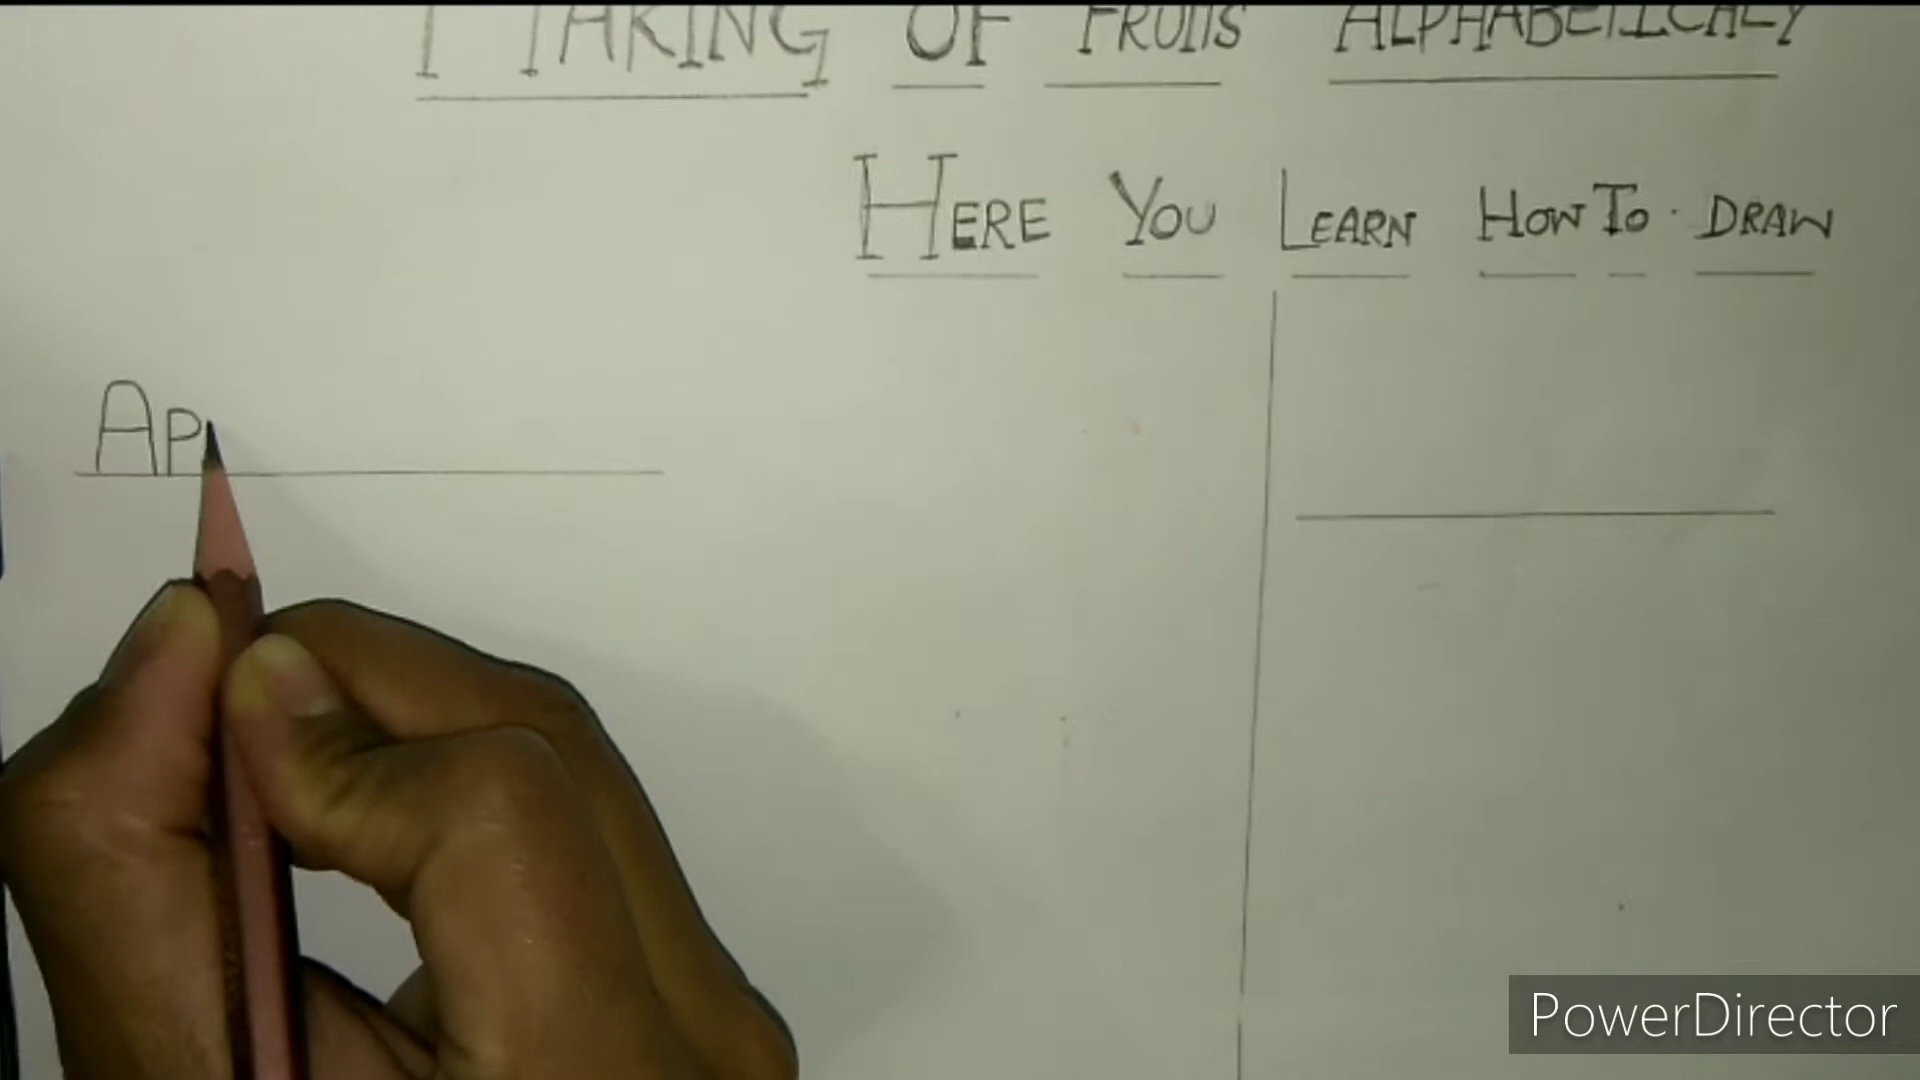 MAKING OF FRUITS ALPHABETICALY
HERE YOU LEARN HOW TO DRAW
AP
PowerDirector